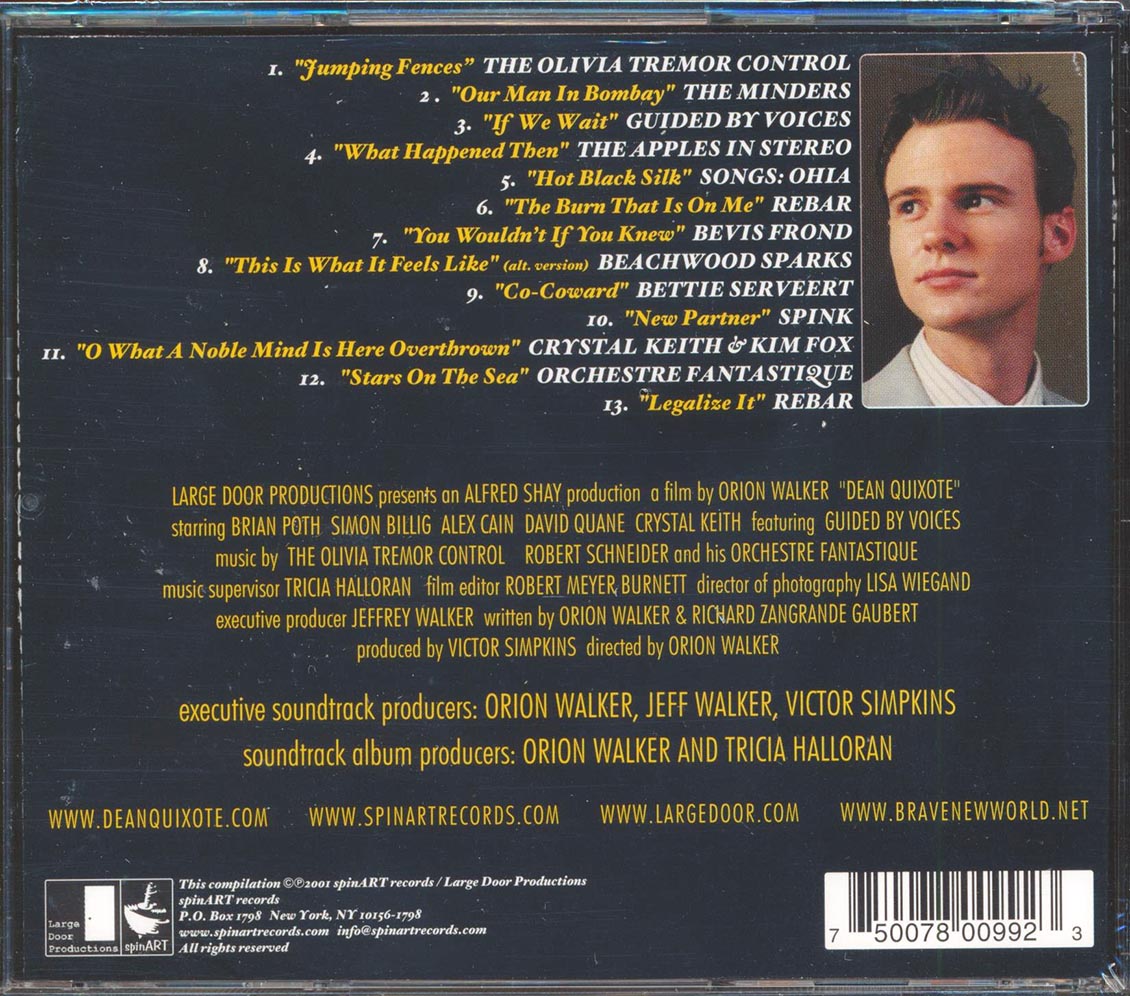 1. "Jumping Fences" THE OLIVIA TREMOR CONTROL
2. "Our Man In Bombay" THE MINDERS
3. "If We Wait" GUIDED BY VOICES
4. "What Happened Then" THE APPLES IN STEREO
5. "Hot Black Silk" SONGS: OHIA
6. "The Burn That Is On Me" REBAR
7. "You Wouldn't If You Knew" BEVIS FROND
8. "This Is What It Feels Like" (alt. version) BEACHWOOD SPARKS
9. "Co-Coward" BETTIE SERVEERT
10. "New Partner" SPINK
11. "O What A Noble Mind Is Here Overthrown" CRYSTAL KEITH & KIM FOX
12. "Stars On The Sea" ORCHESTRE FANTASTIQUE
13. "Legalize It" REBAR
LARGE DOOR PRODUCTIONS presents an ALFRED SHAY production a film by ORION WALKER "DEAN QUIXOTE"
starring BRIAN POTH SIMON BILLIG ALEX CAIN DAVID QUANE CRYSTAL KEITH featuring GUIDED BY VOICES
music by THE OLIVIA TREMOR CONTROL ROBERT SCHNEIDER and his ORCHESTRE FANTASTIQUE
music supervisor TRICIA HALLORAN film editor ROBERT MEYER BURNETT director of photography LISA WIEGAND
executive producer JEFFREY WALKER written by ORION WALKER & RICHARD ZANGRANDE GAUBERT
produced by VICTOR SIMPKINS directed by ORION WALKER
executive soundtrack producers: ORION WALKER, JEFF WALKER, VICTOR SIMPKINS
soundtrack album producers: ORION WALKER AND TRICIA HALLORAN
WWW.DEANQUIXOTE.COM WWW.SPINARTRECORDS.COM WWW.LARGEDOOR.COM WWW.BRAVENEWWORLD.NET
Large
Door
Productions
spinART
This compilation ©℗2001 spinART records / Large Door Productions
spinART records
P.O. Box 1798 New York, NY 10156-1798
www.spinartrecords.com info@spinartrecords.com
All rights reserved
7 50078 00992 3